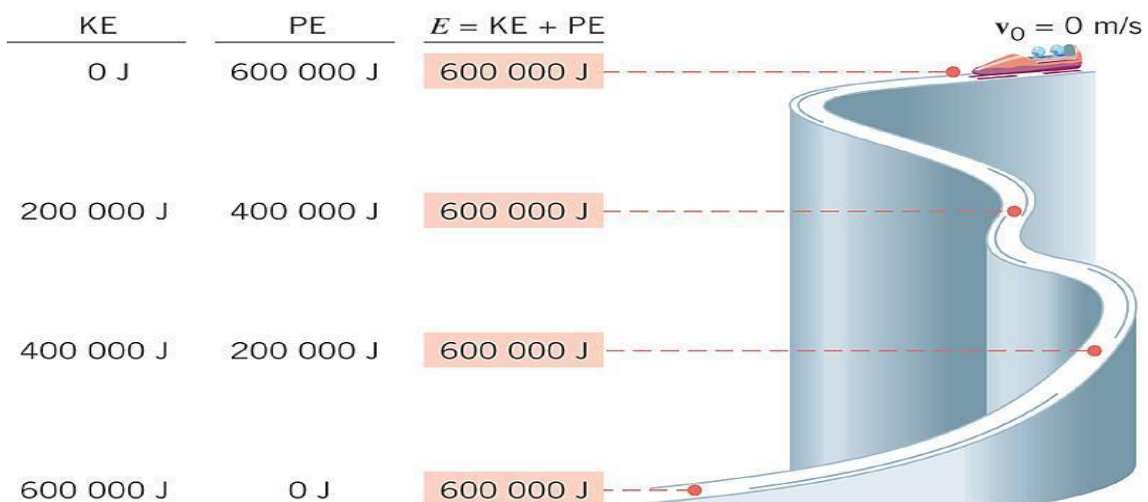 KE PE E = KE + PE v₀ = 0 m/s
0 J 600 000 J 600 000 J
200 000 J 400 000 J 600 000 J
400 000 J 200 000 J 600 000 J
600 000 J 0 J 600 000 J